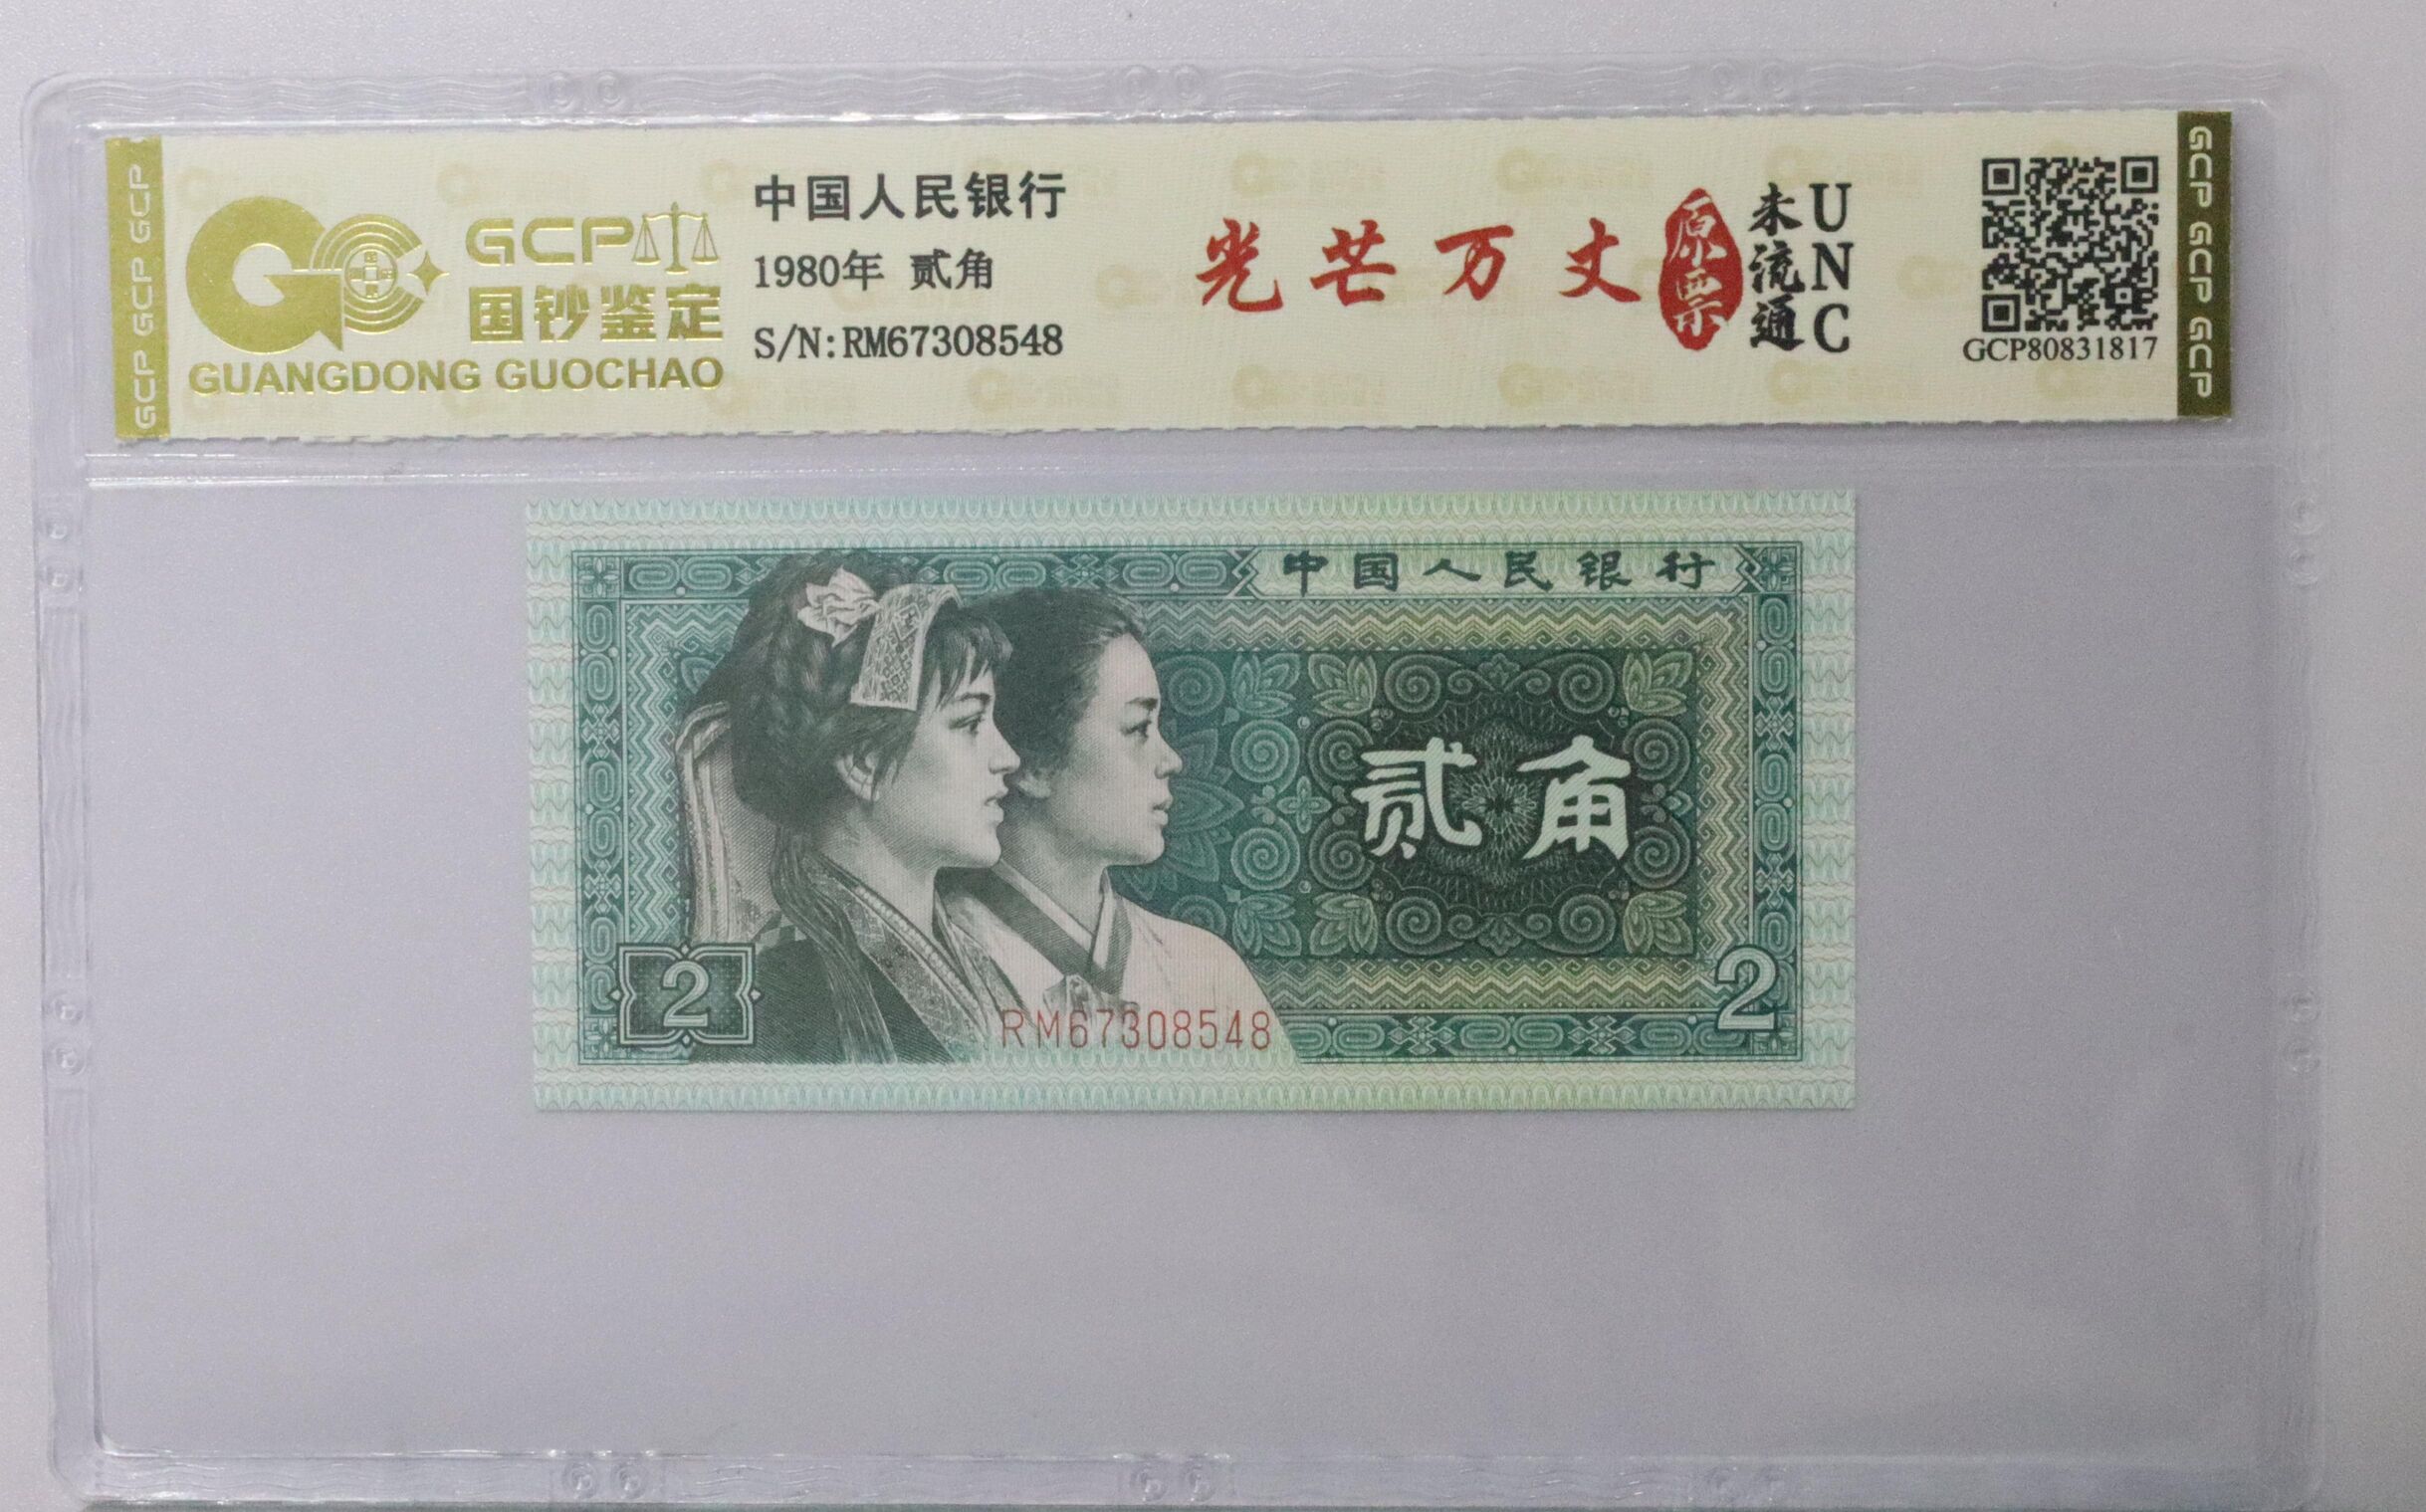 GCP GCP GCP
GCP
国钞鉴定
GUANGDONG GUOCHAO
中国人民银行
1980年 贰角
S/N:RM67308548
光芒万丈
原票
未流通
UNC
GCP80831817
GCP GCP GCP
中国人民银行
贰角
2
RM67308548
2